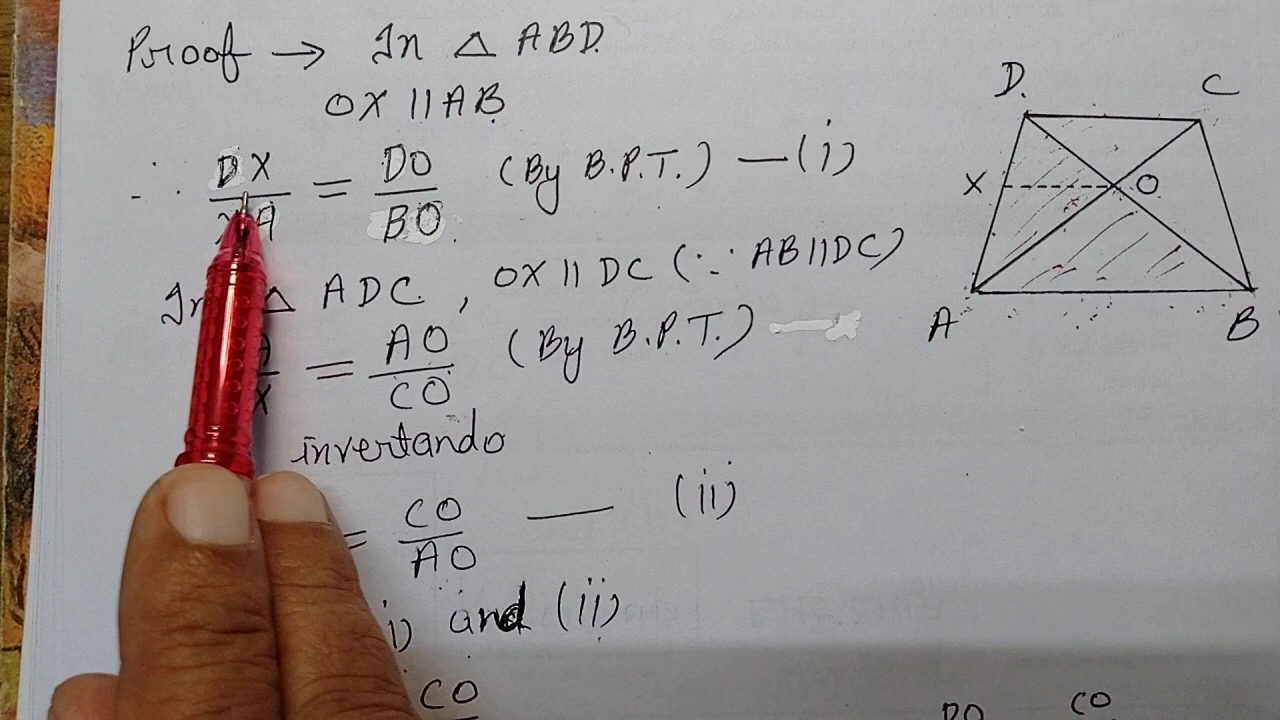 Proof → In △ ABD.
OX || AB
∴ DX/XA = DO/BO (By B.P.T.) — (i)
In △ ADC, OX || DC (∵ AB || DC)
= AO/CO (By B.P.T.)
invertando
= CO/AO — (ii)
i) and (ii)
CO
D. C
X O
A B
CO